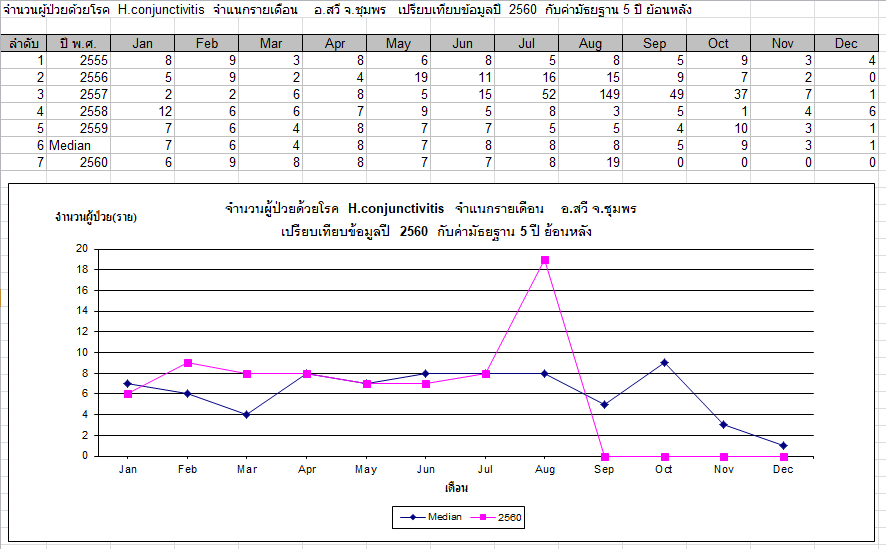 จำนวนผู้ป่วยด้วยโรค H.conjunctivitis จำแนกรายเดือน อ.สวี จ.ชุมพร เปรียบเทียบข้อมูลปี 2560 กับค่ามัธยฐาน 5 ปี ย้อนหลัง
ลำดับ ปี พ.ศ. Jan Feb Mar Apr May Jun Jul Aug Sep Oct Nov Dec
1 2555 8 9 3 8 6 8 5 8 5 9 3 4
2 2556 5 9 2 4 19 11 16 15 9 7 2 0
3 2557 2 2 6 8 5 15 52 149 49 37 7 1
4 2558 12 6 6 7 9 5 8 3 5 1 4 6
5 2559 7 6 4 8 7 7 5 5 4 10 3 1
6 Median 7 6 4 8 7 8 8 8 5 9 3 1
7 2560 6 9 8 8 7 7 8 19 0 0 0 0
จำนวนผู้ป่วยด้วยโรค H.conjunctivitis จำแนกรายเดือน อ.สวี จ.ชุมพร
จำนวนผู้ป่วย(ราย)
เปรียบเทียบข้อมูลปี 2560 กับค่ามัธยฐาน 5 ปี ย้อนหลัง
20
18
16
14
12
10
8
6
4
2
0
Jan Feb Mar Apr May Jun Jul Aug Sep Oct Nov Dec
เดือน
Median 2560